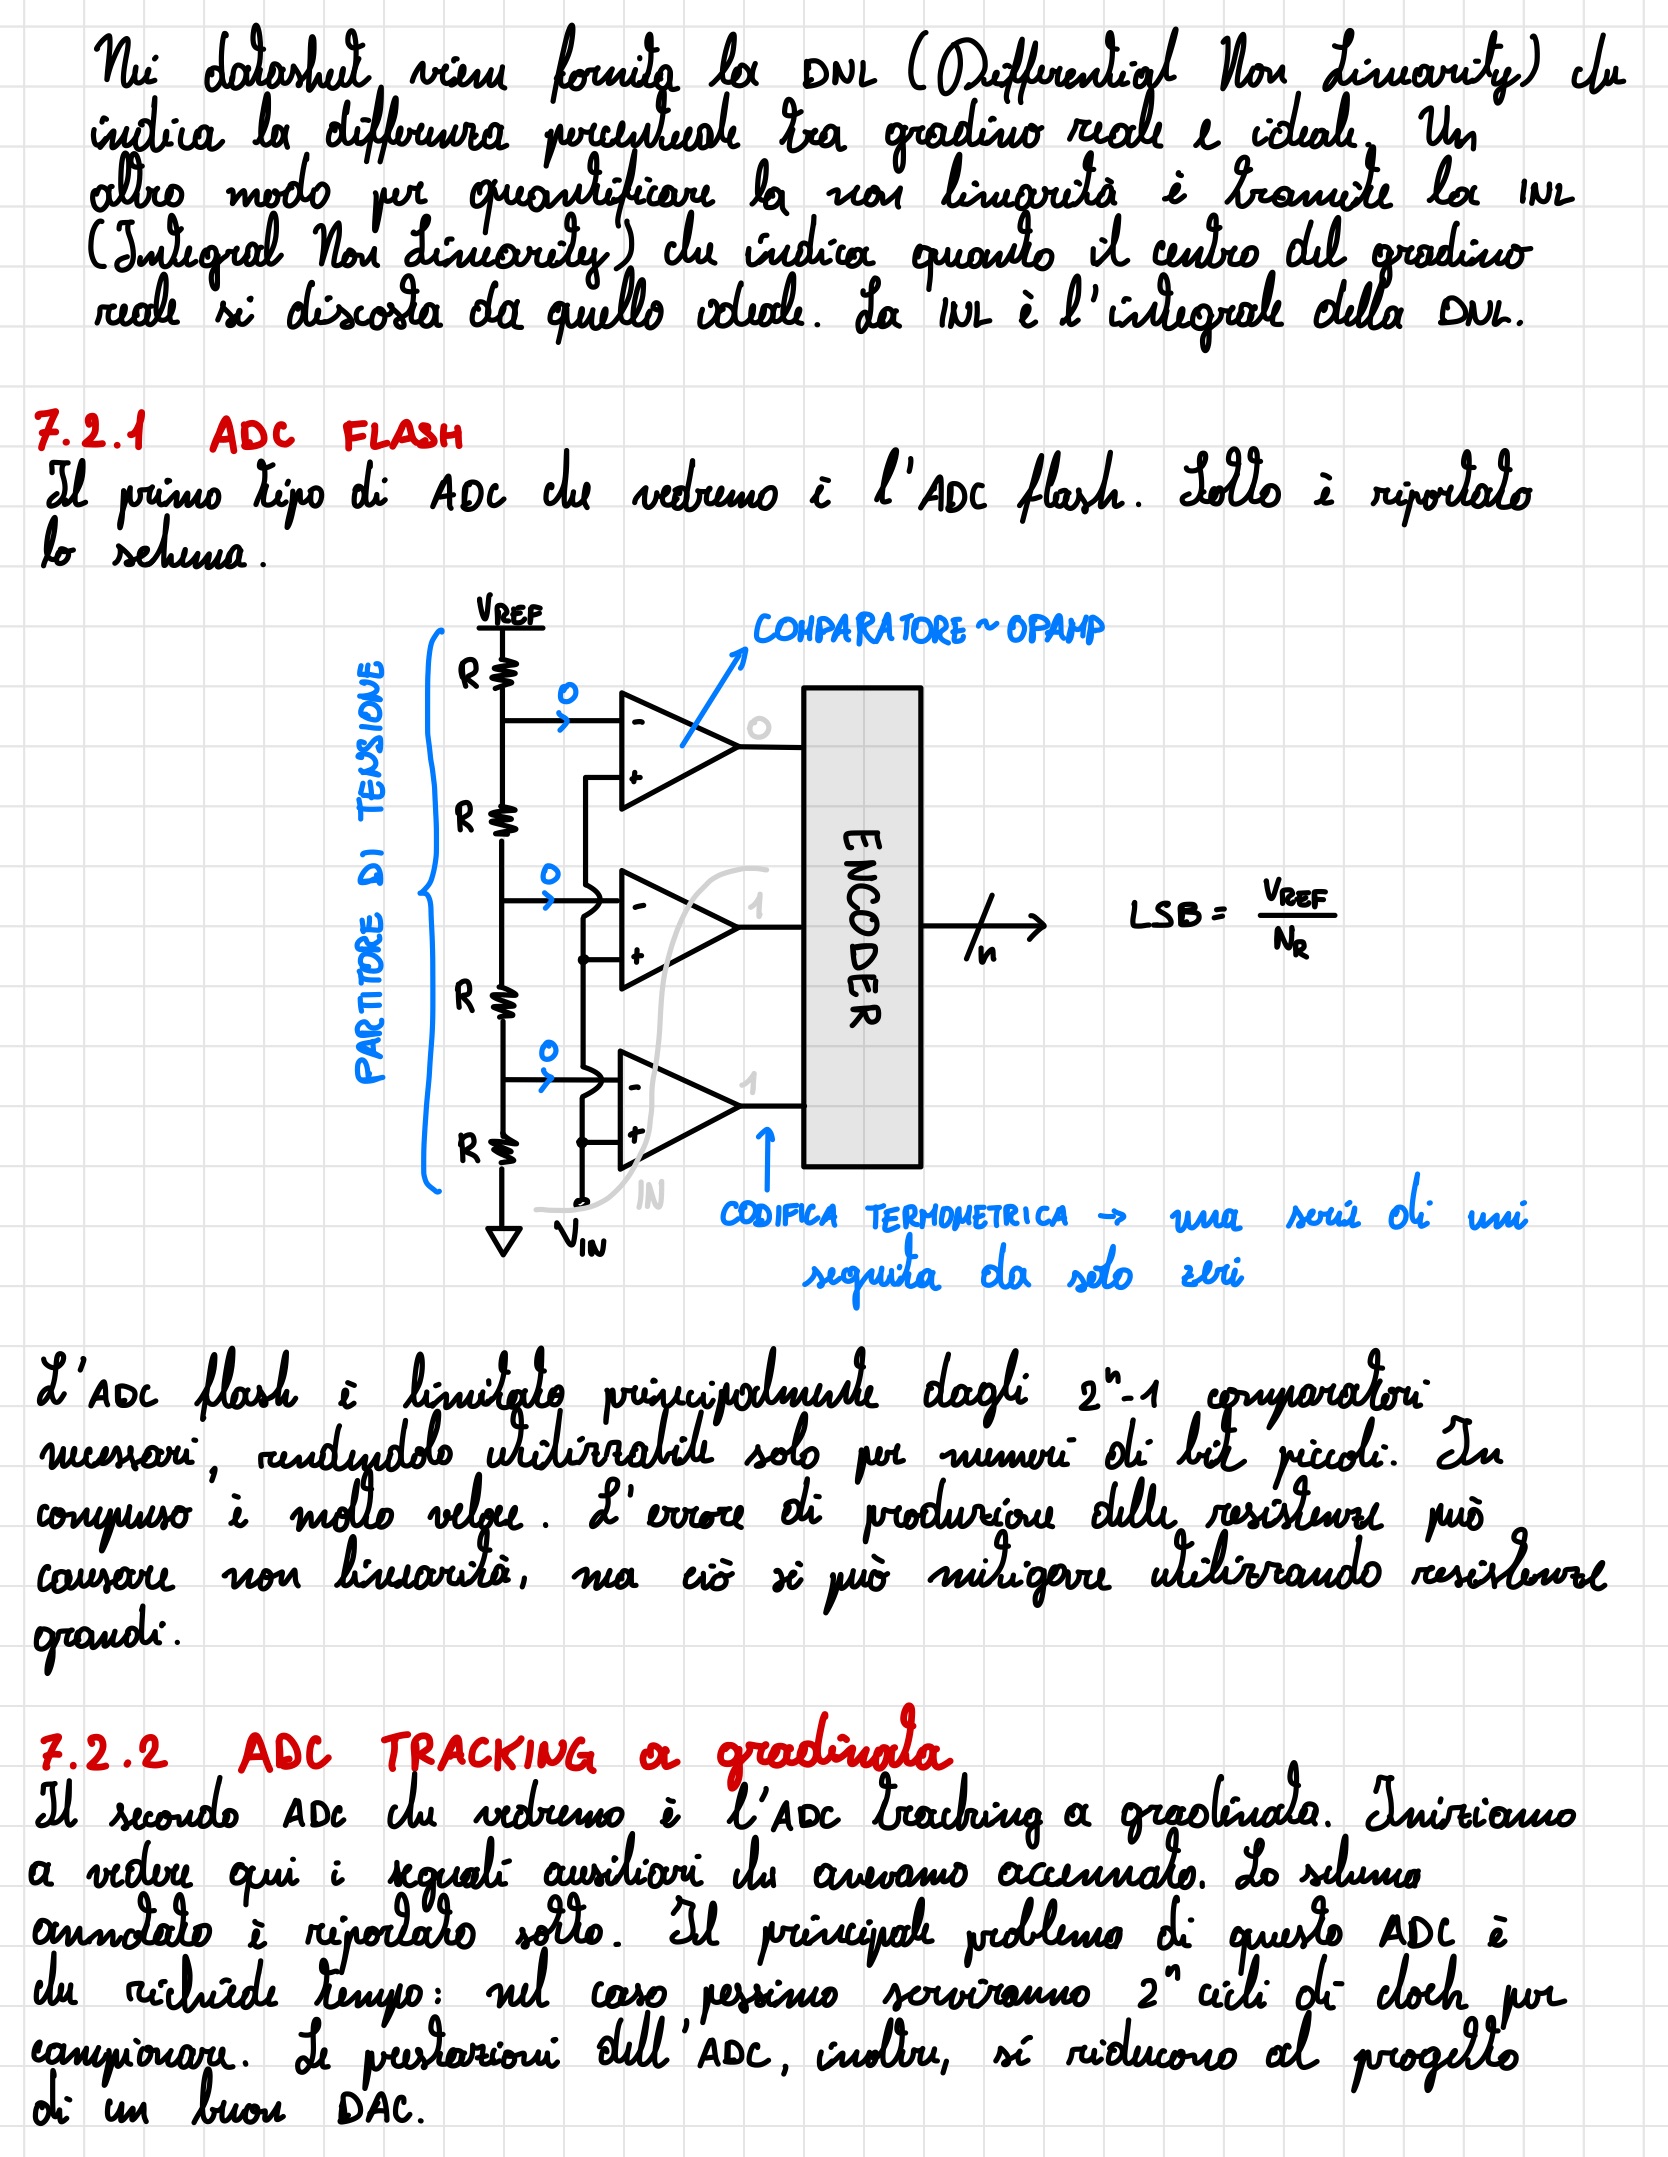 Nei datasheet viene fornita la DNL (Differential Non Linearity) che
indica la differenza percentuale tra gradino reale e ideale. Un
altro modo per quantificare la non linearità è tramite la INL
(Integral Non Linearity) che indica quanto il centro del gradino
reale si discosta da quello ideale. La INL è l'integrale della DNL.
7.2.1 ADC FLASH
Il primo tipo di ADC che vedremo è l'ADC flash. Sotto è riportato
lo schema.
VREF
COMPARATORE ~ OPAMP
PARTITORE DI TENSIONE
R
0
-
+
0
R
0
-
+
1
R
0
-
+
1
R
ENCODER
n
LSB = VREF
NR
IN
VIN
CODIFICA TERMOMETRICA → una serie di uni
seguita da solo zeri
L'ADC flash è limitato principalmente dagli 2ⁿ-1 comparatori
necessari, rendendolo utilizzabile solo per numeri di bit piccoli. In
compenso è molto veloce. L'errore di produzione delle resistenze può
causare non linearità, ma ciò si può mitigare utilizzando resistenze
grandi.
7.2.2 ADC TRACKING a gradinata
Il secondo ADC che vedremo è l'ADC tracking a gradinata. Iniziamo
a vedere qui i segnali ausiliari che avevamo accennato. Lo schema
annotato è riportato sotto. Il principale problema di questo ADC è
che richiede tempo: nel caso pessimo serviranno 2ⁿ cicli di clock per
campionare. Le prestazioni dell'ADC, inoltre, si riducono al progetto
di un buon DAC.